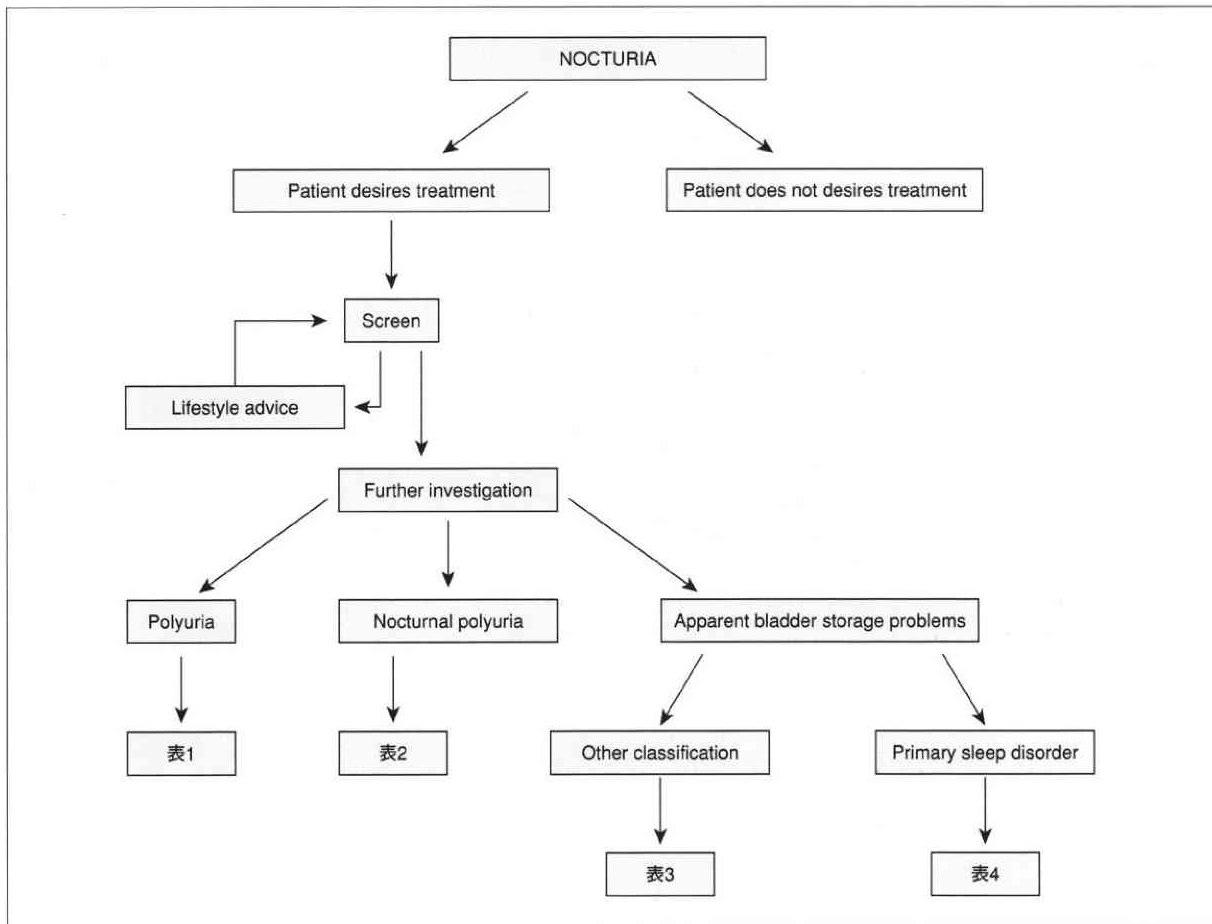 NOCTURIA
Patient desires treatment
Patient does not desires treatment
Screen
Lifestyle advice
Further investigation
Polyuria
Nocturnal polyuria
Apparent bladder storage problems
表1
表2
Other classification
Primary sleep disorder
表3
表4